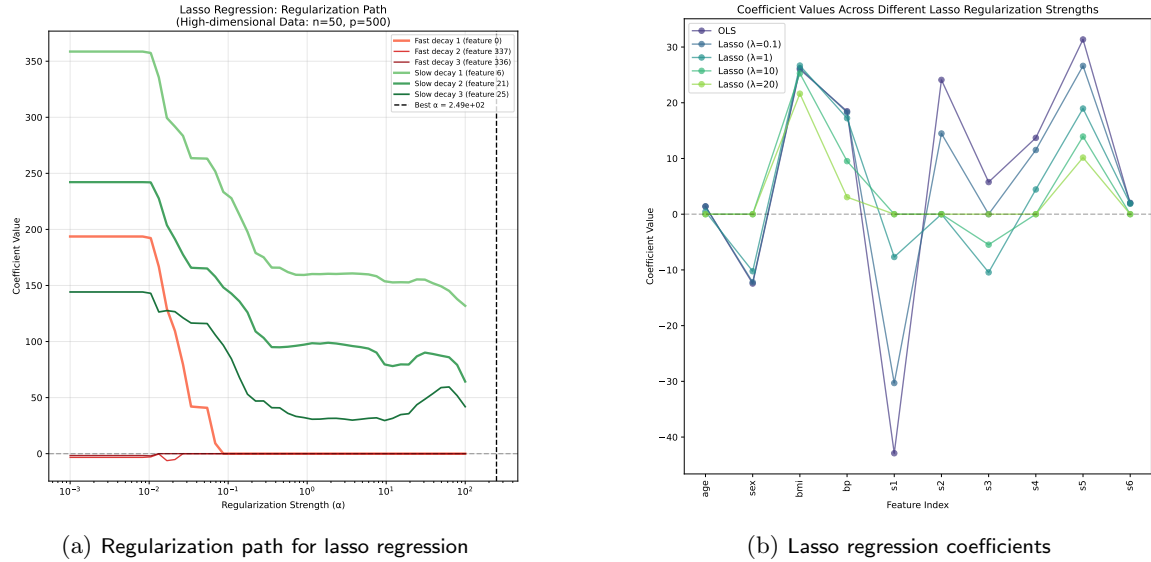 Lasso Regression: Regularization Path
(High-dimensional Data: n=50, p=500)
Fast decay 1 (feature 0)
Fast decay 2 (feature 337)
Fast decay 3 (feature 336)
Slow decay 1 (feature 6)
Slow decay 2 (feature 21)
Slow decay 3 (feature 25)
Best α = 2.49e+02
350
300
250
200
150
100
50
0
Coefficient Value
10⁻³ 10⁻² 10⁻¹ 10⁰ 10¹ 10²
Regularization Strength (α)
(a) Regularization path for lasso regression
Coefficient Values Across Different Lasso Regularization Strengths
OLS
Lasso (λ=0.1)
Lasso (λ=1)
Lasso (λ=10)
Lasso (λ=20)
30
20
10
0
−10
−20
−30
−40
Coefficient Value
age sex bmi bp s1 s2 s3 s4 s5 s6
Feature Index
(b) Lasso regression coefficients